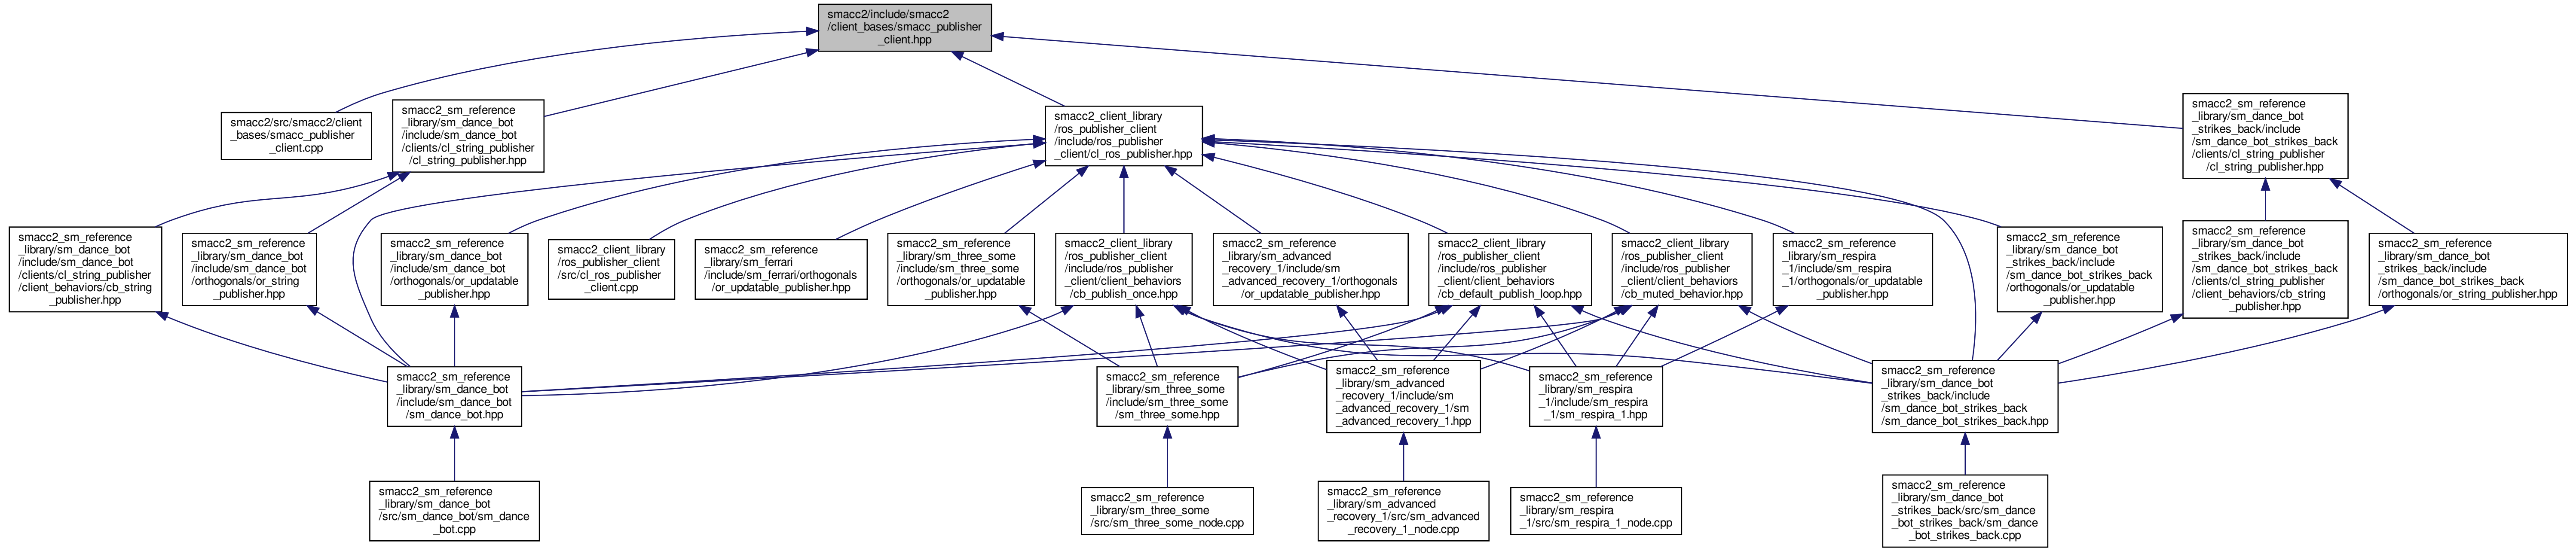 smacc2/include/smacc2
/client_bases/smacc_publisher
_client.hpp
smacc2/src/smacc2/client
_bases/smacc_publisher
_client.cpp
smacc2_sm_reference
_library/sm_dance_bot
/include/sm_dance_bot
/clients/cl_string_publisher
/cl_string_publisher.hpp
smacc2_client_library
/ros_publisher_client
/include/ros_publisher
_client/cl_ros_publisher.hpp
smacc2_sm_reference
_library/sm_dance_bot
_strikes_back/include
/sm_dance_bot_strikes_back
/clients/cl_string_publisher
/cl_string_publisher.hpp
smacc2_sm_reference
_library/sm_dance_bot
/include/sm_dance_bot
/clients/cl_string_publisher
/client_behaviors/cb_string
_publisher.hpp
smacc2_sm_reference
_library/sm_dance_bot
/include/sm_dance_bot
/orthogonals/or_string
_publisher.hpp
smacc2_sm_reference
_library/sm_dance_bot
/include/sm_dance_bot
/orthogonals/or_updatable
_publisher.hpp
smacc2_client_library
/ros_publisher_client
/src/cl_ros_publisher
_client.cpp
smacc2_sm_reference
_library/sm_ferrari
/include/sm_ferrari/orthogonals
/or_updatable_publisher.hpp
smacc2_sm_reference
_library/sm_three_some
/include/sm_three_some
/orthogonals/or_updatable
_publisher.hpp
smacc2_client_library
/ros_publisher_client
/include/ros_publisher
_client/client_behaviors
/cb_publish_once.hpp
smacc2_sm_reference
_library/sm_advanced
_recovery_1/include/sm
_advanced_recovery_1/orthogonals
/or_updatable_publisher.hpp
smacc2_client_library
/ros_publisher_client
/include/ros_publisher
_client/client_behaviors
/cb_default_publish_loop.hpp
smacc2_client_library
/ros_publisher_client
/include/ros_publisher
_client/client_behaviors
/cb_muted_behavior.hpp
smacc2_sm_reference
_library/sm_respira
_1/include/sm_respira
_1/orthogonals/or_updatable
_publisher.hpp
smacc2_sm_reference
_library/sm_dance_bot
_strikes_back/include
/sm_dance_bot_strikes_back
/orthogonals/or_updatable
_publisher.hpp
smacc2_sm_reference
_library/sm_dance_bot
_strikes_back/include
/sm_dance_bot_strikes_back
/clients/cl_string_publisher
/client_behaviors/cb_string
_publisher.hpp
smacc2_sm_reference
_library/sm_dance_bot
_strikes_back/include
/sm_dance_bot_strikes_back
/orthogonals/or_string_publisher.hpp
smacc2_sm_reference
_library/sm_dance_bot
/include/sm_dance_bot
/sm_dance_bot.hpp
smacc2_sm_reference
_library/sm_three_some
/include/sm_three_some
/sm_three_some.hpp
smacc2_sm_reference
_library/sm_advanced
_recovery_1/include/sm
_advanced_recovery_1/sm
_advanced_recovery_1.hpp
smacc2_sm_reference
_library/sm_respira
_1/include/sm_respira
_1/sm_respira_1.hpp
smacc2_sm_reference
_library/sm_dance_bot
_strikes_back/include
/sm_dance_bot_strikes_back
/sm_dance_bot_strikes_back.hpp
smacc2_sm_reference
_library/sm_dance_bot
/src/sm_dance_bot/sm_dance
_bot.cpp
smacc2_sm_reference
_library/sm_three_some
/src/sm_three_some_node.cpp
smacc2_sm_reference
_library/sm_advanced
_recovery_1/src/sm_advanced
_recovery_1_node.cpp
smacc2_sm_reference
_library/sm_respira
_1/src/sm_respira_1_node.cpp
smacc2_sm_reference
_library/sm_dance_bot
_strikes_back/src/sm_dance
_bot_strikes_back/sm_dance
_bot_strikes_back.cpp